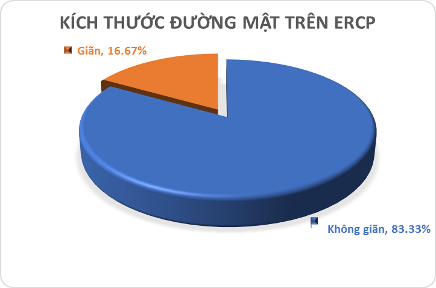 KÍCH THƯỚC ĐƯỜNG MẬT TRÊN ERCP
Giãn, 16.67%
Không giãn, 83.33%